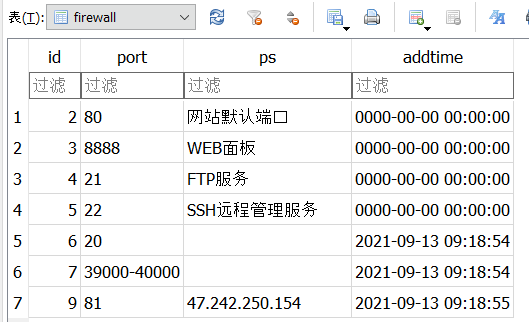 表(T): firewall
id port ps addtime
过滤 过滤 过滤 过滤
1 2 80 网站默认端口 0000-00-00 00:00:00
2 3 8888 WEB面板 0000-00-00 00:00:00
3 4 21 FTP服务 0000-00-00 00:00:00
4 5 22 SSH远程管理服务 0000-00-00 00:00:00
5 6 20 2021-09-13 09:18:54
6 7 39000-40000 2021-09-13 09:18:54
7 9 81 47.242.250.154 2021-09-13 09:18:55